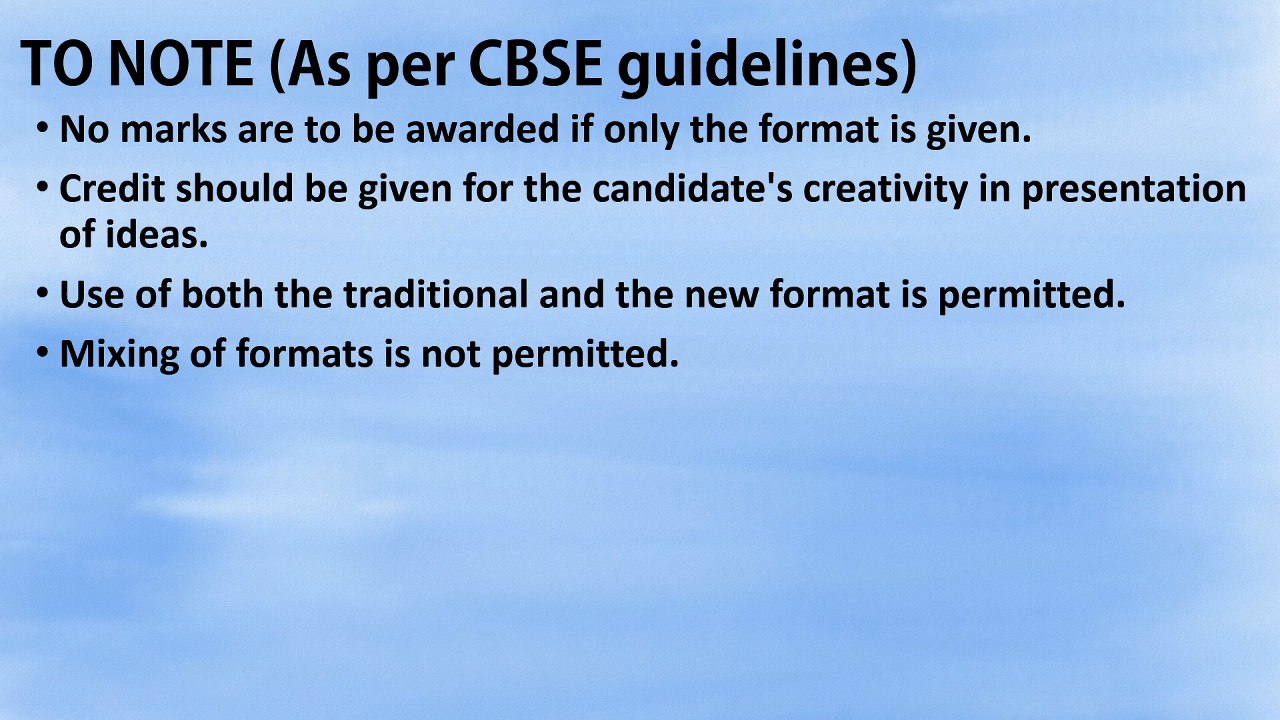 TO NOTE (As per CBSE guidelines)
• No marks are to be awarded if only the format is given.
• Credit should be given for the candidate's creativity in presentation
of ideas.
• Use of both the traditional and the new format is permitted.
• Mixing of formats is not permitted.